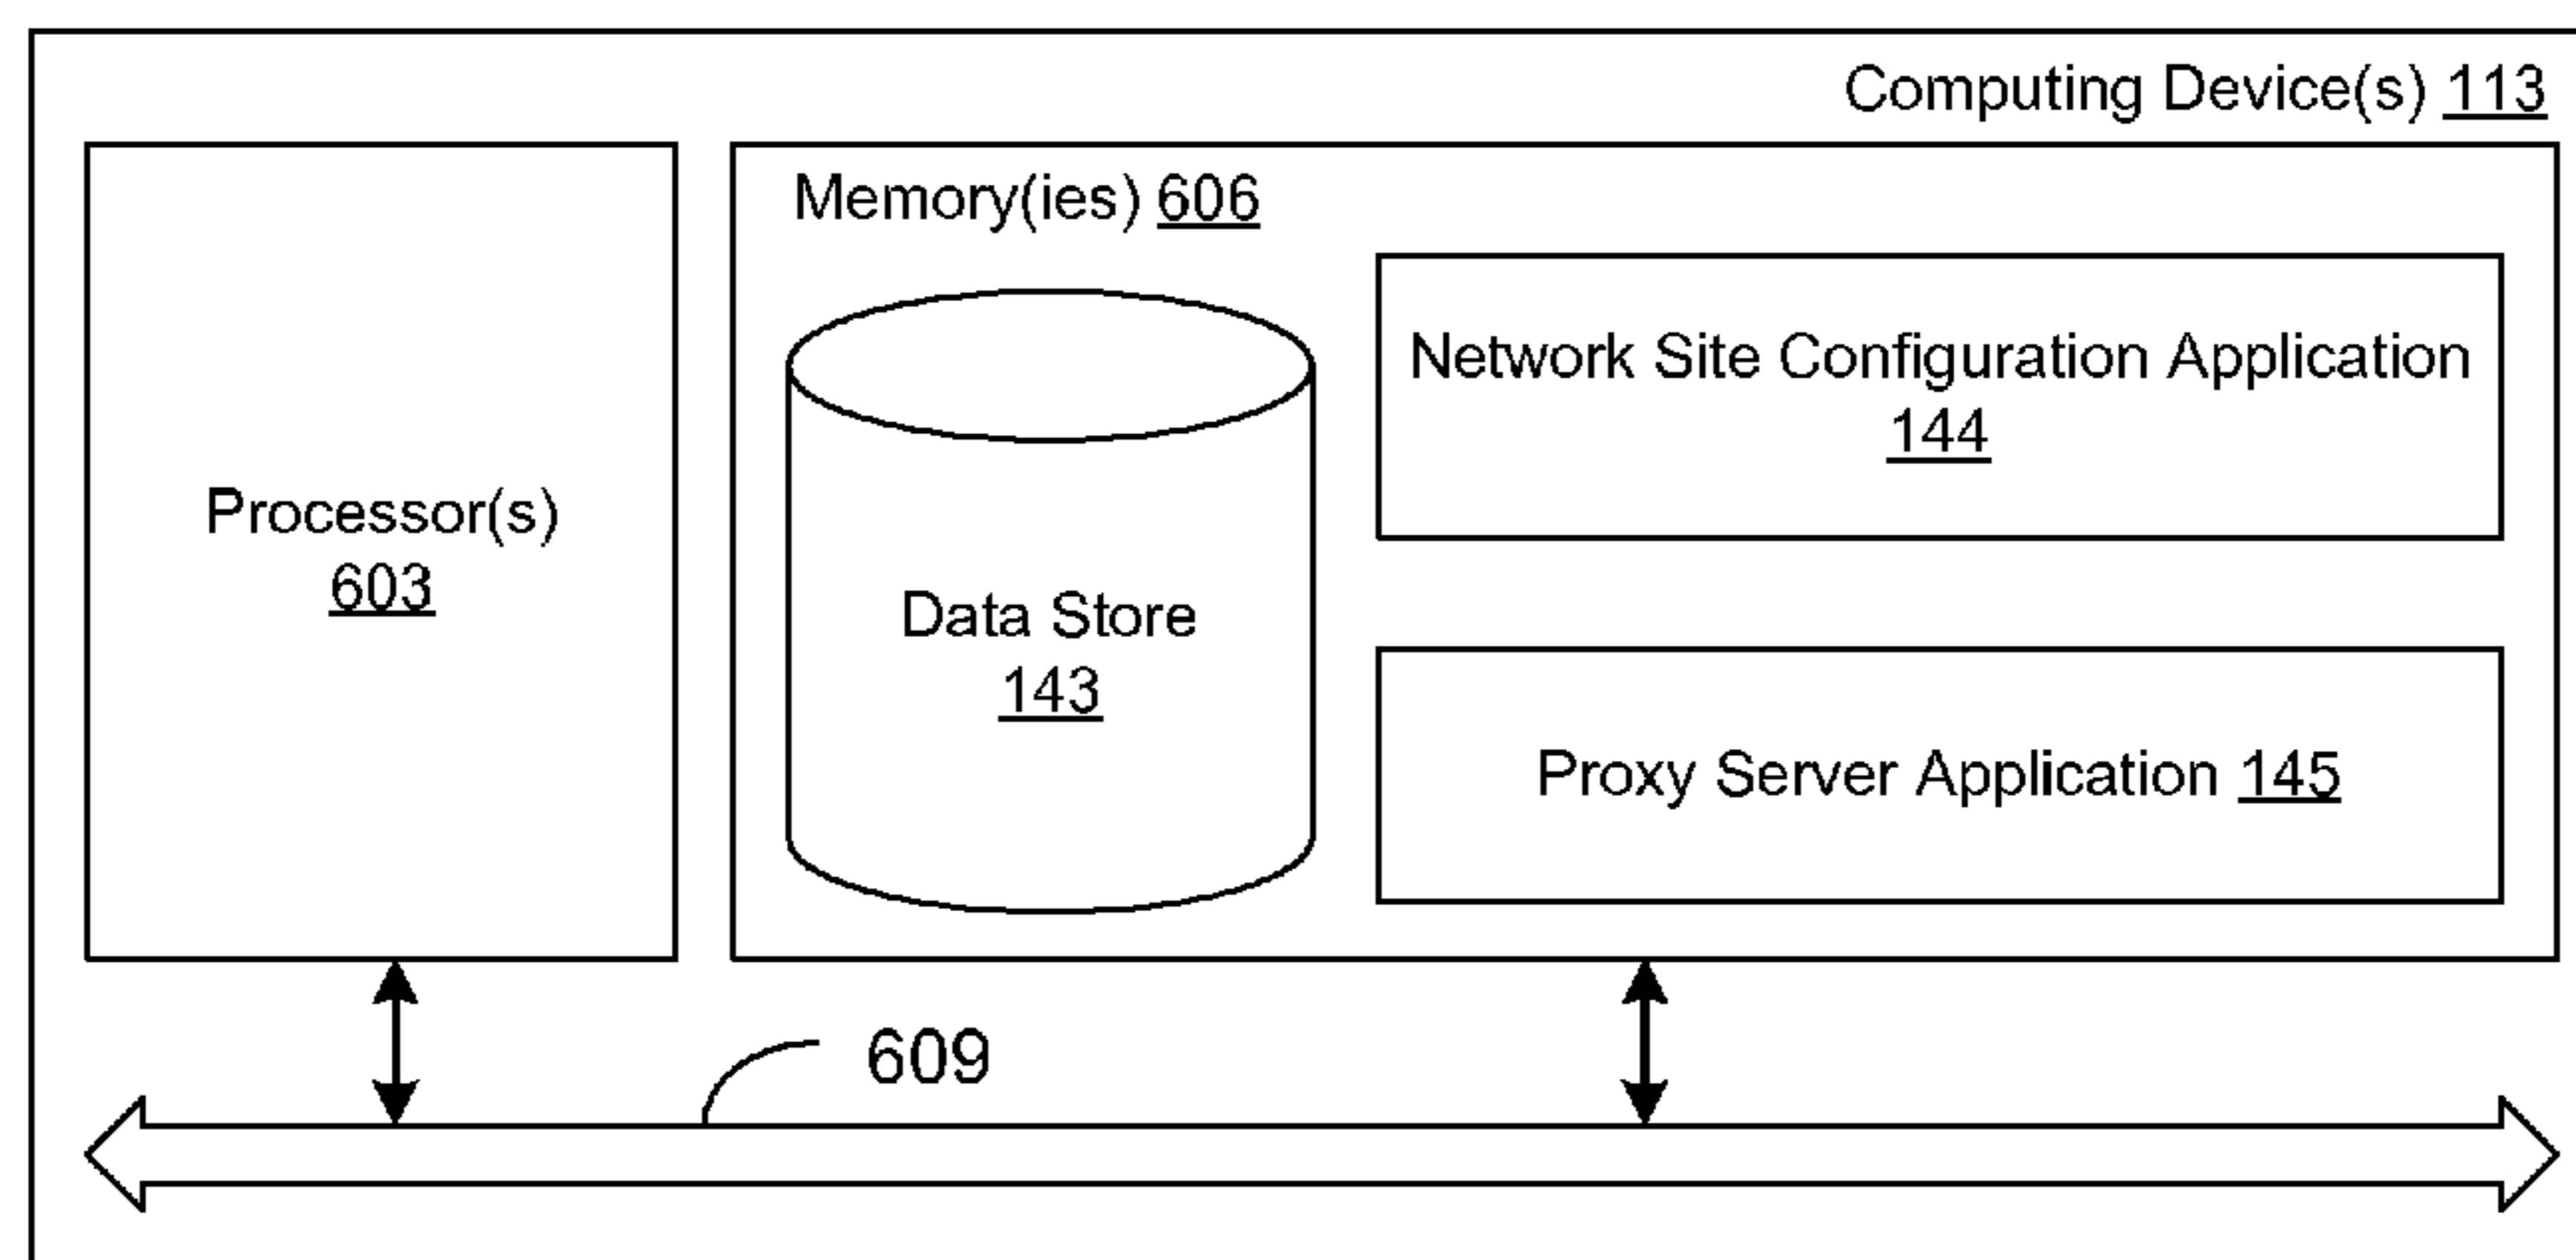 Computing Device(s) 113
Memory(ies) 606
Network Site Configuration Application
144
Processor(s)
603
Data Store
143
Proxy Server Application 145
609